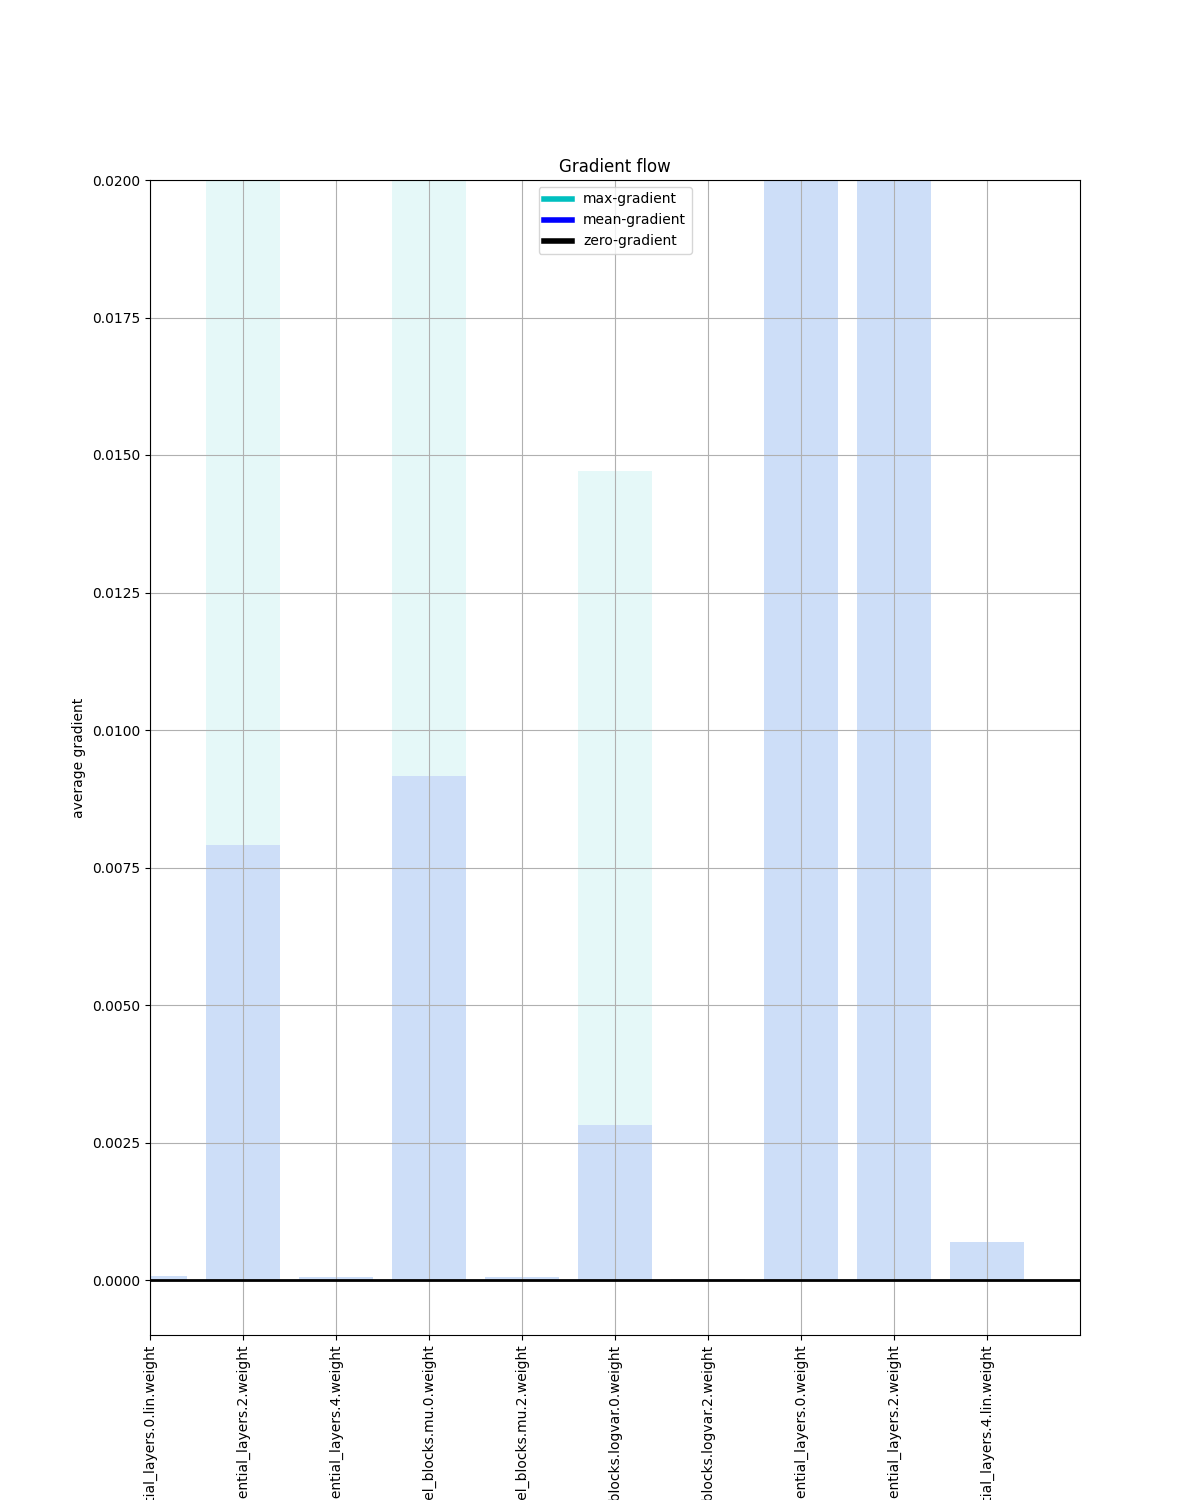 Gradient flow
max-gradient
mean-gradient
zero-gradient
0.0200
0.0175
0.0150
0.0125
0.0100
0.0075
0.0050
0.0025
0.0000
average gradient
tial_layers.0.lin.weight
ential_layers.2.weight
ential_layers.4.weight
el_blocks.mu.0.weight
el_blocks.mu.2.weight
blocks.logvar.0.weight
blocks.logvar.2.weight
ential_layers.0.weight
ential_layers.2.weight
tial_layers.4.lin.weight